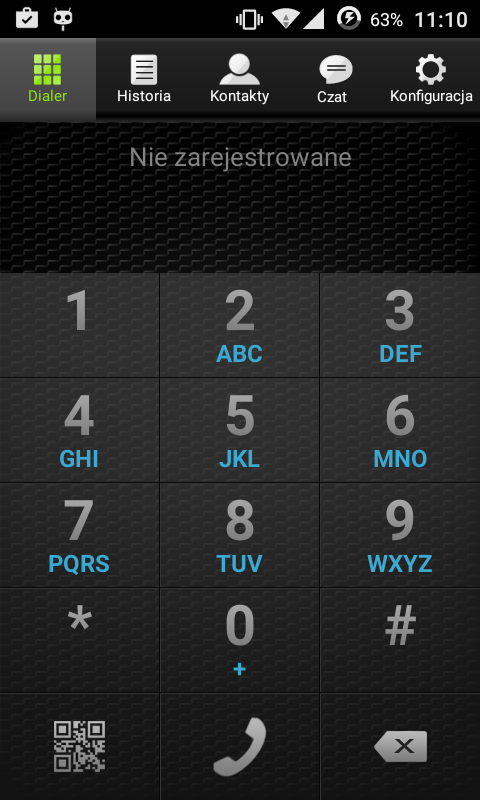 63% 11:10
Dialer Historia Kontakty Czat Konfiguracja
Nie zarejestrowane
1 2 3
ABC DEF
4 5 6
GHI JKL MNO
7 8 9
PQRS TUV WXYZ
* 0 #
+